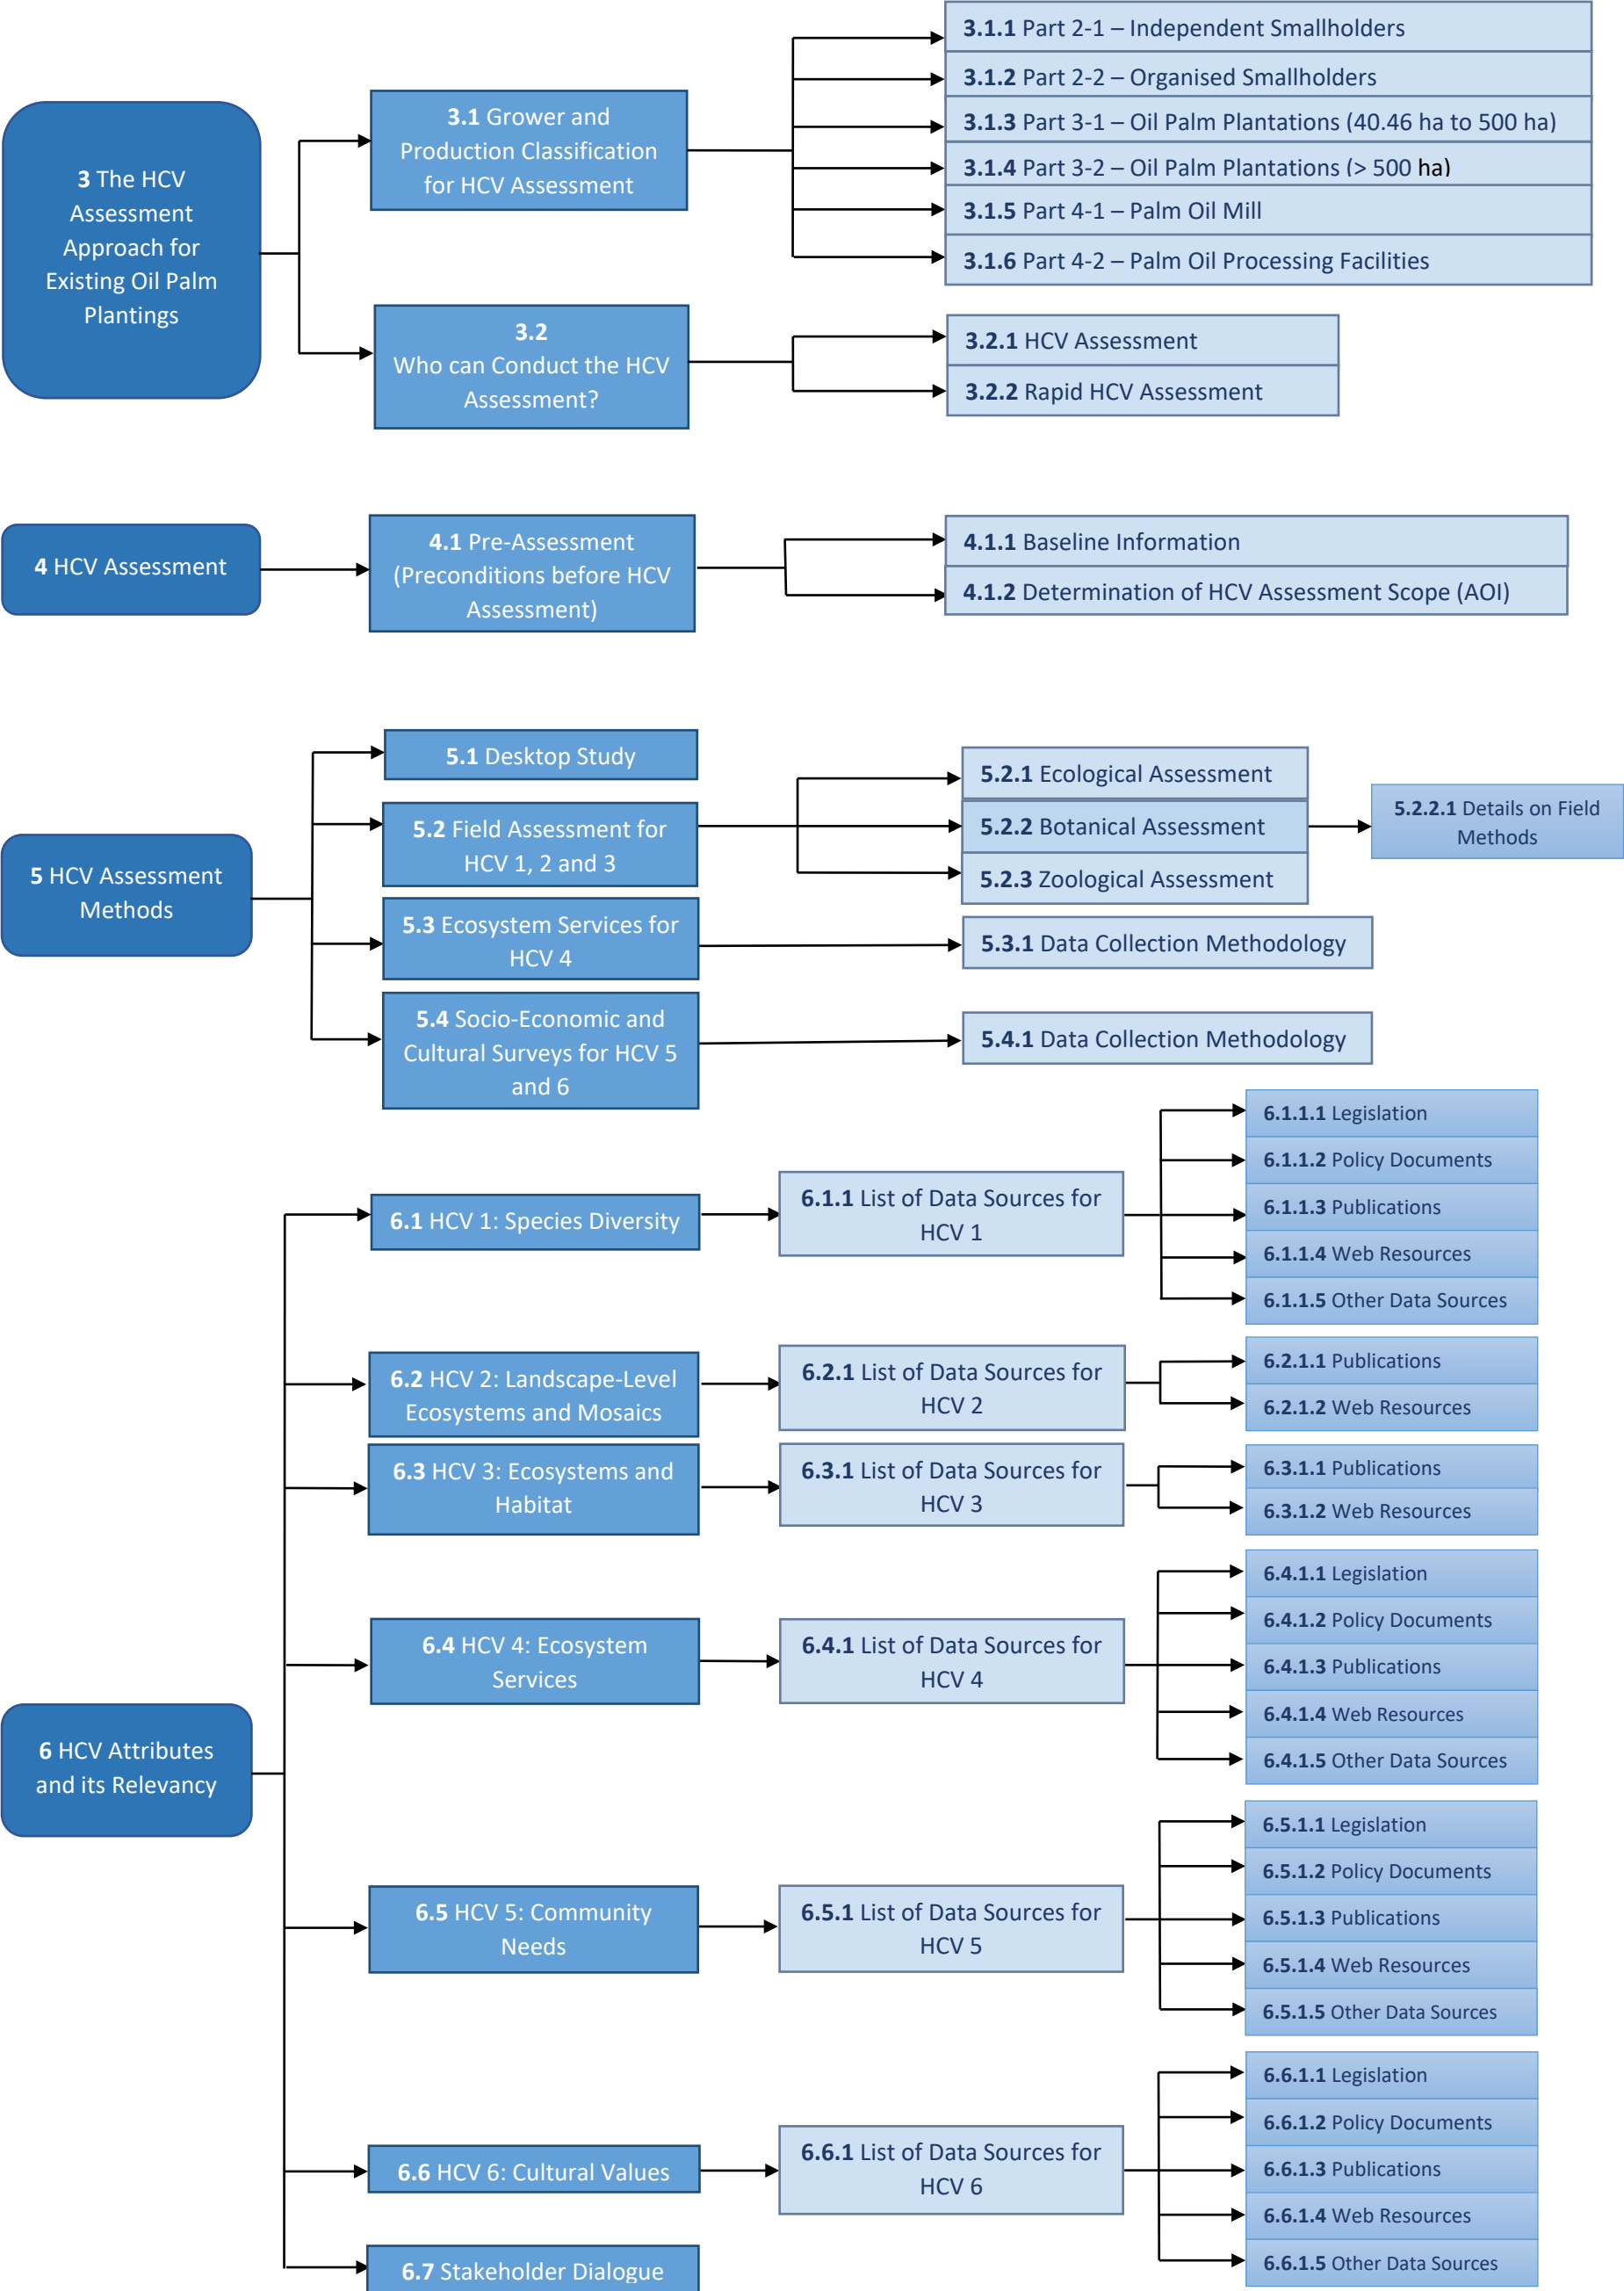 3 The HCV
Assessment
Approach for
Existing Oil Palm
Plantings
3.1 Grower and
Production Classification
for HCV Assessment
3.1.1 Part 2-1 – Independent Smallholders
3.1.2 Part 2-2 – Organised Smallholders
3.1.3 Part 3-1 – Oil Palm Plantations (40.46 ha to 500 ha)
3.1.4 Part 3-2 – Oil Palm Plantations (> 500 ha)
3.1.5 Part 4-1 – Palm Oil Mill
3.1.6 Part 4-2 – Palm Oil Processing Facilities
3.2
Who can Conduct the HCV
Assessment?
3.2.1 HCV Assessment
3.2.2 Rapid HCV Assessment
4 HCV Assessment
4.1 Pre-Assessment
(Preconditions before HCV
Assessment)
4.1.1 Baseline Information
4.1.2 Determination of HCV Assessment Scope (AOI)
5 HCV Assessment
Methods
5.1 Desktop Study
5.2 Field Assessment for
HCV 1, 2 and 3
5.2.1 Ecological Assessment
5.2.2 Botanical Assessment
5.2.3 Zoological Assessment
5.2.2.1 Details on Field
Methods
5.3 Ecosystem Services for
HCV 4
5.3.1 Data Collection Methodology
5.4 Socio-Economic and
Cultural Surveys for HCV 5
and 6
5.4.1 Data Collection Methodology
6 HCV Attributes
and its Relevancy
6.1 HCV 1: Species Diversity
6.1.1 List of Data Sources for
HCV 1
6.1.1.1 Legislation
6.1.1.2 Policy Documents
6.1.1.3 Publications
6.1.1.4 Web Resources
6.1.1.5 Other Data Sources
6.2 HCV 2: Landscape-Level
Ecosystems and Mosaics
6.2.1 List of Data Sources for
HCV 2
6.2.1.1 Publications
6.2.1.2 Web Resources
6.3 HCV 3: Ecosystems and
Habitat
6.3.1 List of Data Sources for
HCV 3
6.3.1.1 Publications
6.3.1.2 Web Resources
6.4 HCV 4: Ecosystem
Services
6.4.1 List of Data Sources for
HCV 4
6.4.1.1 Legislation
6.4.1.2 Policy Documents
6.4.1.3 Publications
6.4.1.4 Web Resources
6.4.1.5 Other Data Sources
6.5 HCV 5: Community
Needs
6.5.1 List of Data Sources for
HCV 5
6.5.1.1 Legislation
6.5.1.2 Policy Documents
6.5.1.3 Publications
6.5.1.4 Web Resources
6.5.1.5 Other Data Sources
6.6 HCV 6: Cultural Values
6.6.1 List of Data Sources for
HCV 6
6.6.1.1 Legislation
6.6.1.2 Policy Documents
6.6.1.3 Publications
6.6.1.4 Web Resources
6.6.1.5 Other Data Sources
6.7 Stakeholder Dialogue